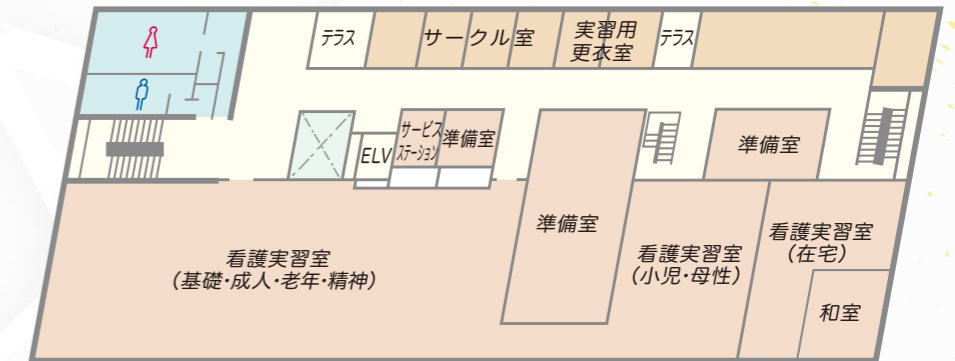 テラス
サークル室
実習用
更衣室
テラス
ELV
サービス
ステーション
準備室
準備室
準備室
看護実習室
(基礎・成人・老年・精神)
看護実習室
(小児・母性)
看護実習室
(在宅)
和室